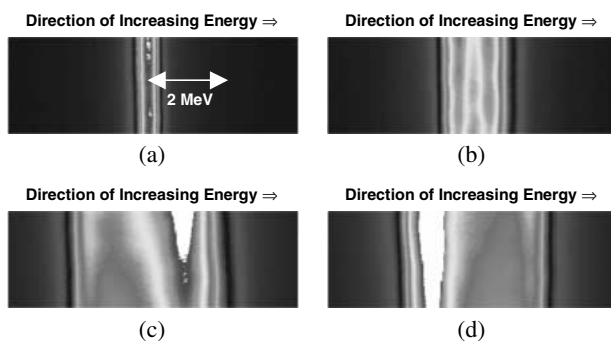 Direction of Increasing Energy ⇒
Direction of Increasing Energy ⇒
2 MeV
(a)
(b)
Direction of Increasing Energy ⇒
Direction of Increasing Energy ⇒
(c)
(d)